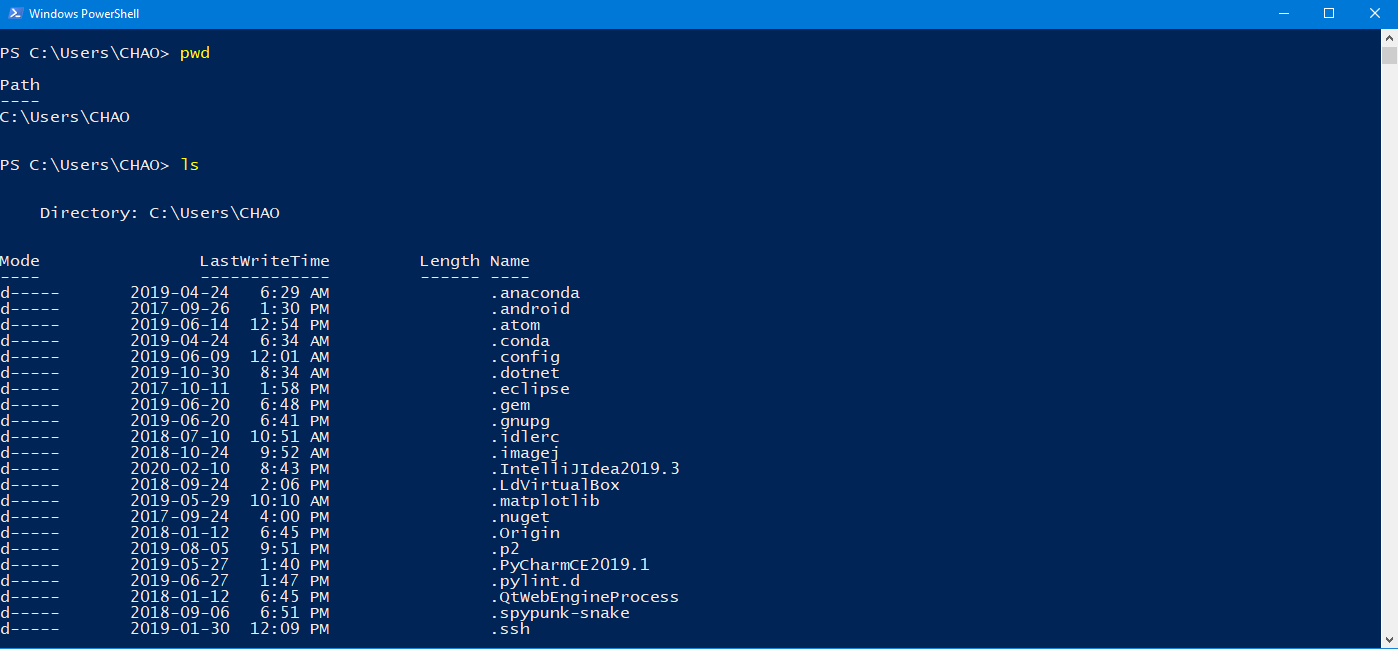 Windows PowerShell
PS C:\Users\CHAO> pwd
Path
----
C:\Users\CHAO
PS C:\Users\CHAO> ls
    Directory: C:\Users\CHAO
Mode                LastWriteTime         Length Name
----                -------------         ------ ----
d-----       2019-04-24   6:29 AM                .anaconda
d-----       2017-09-26   1:30 PM                .android
d-----       2019-06-14  12:54 PM                .atom
d-----       2019-04-24   6:34 AM                .conda
d-----       2019-06-09  12:01 AM                .config
d-----       2019-10-30   8:34 AM                .dotnet
d-----       2017-10-11   1:58 PM                .eclipse
d-----       2019-06-20   6:48 PM                .gem
d-----       2019-06-20   6:41 PM                .gnupg
d-----       2018-07-10  10:51 AM                .idlerc
d-----       2018-10-24   9:52 AM                .imagej
d-----       2020-02-10   8:43 PM                .IntelliJIdea2019.3
d-----       2018-09-24   2:06 PM                .LdVirtualBox
d-----       2019-05-29  10:10 AM                .matplotlib
d-----       2017-09-24   4:00 PM                .nuget
d-----       2018-01-12   6:45 PM                .Origin
d-----       2019-08-05   9:51 PM                .p2
d-----       2019-05-27   1:40 PM                .PyCharmCE2019.1
d-----       2019-06-27   1:47 PM                .pylint.d
d-----       2018-01-12   6:45 PM                .QtWebEngineProcess
d-----       2018-09-06   6:51 PM                .spypunk-snake
d-----       2019-01-30  12:09 PM                .ssh